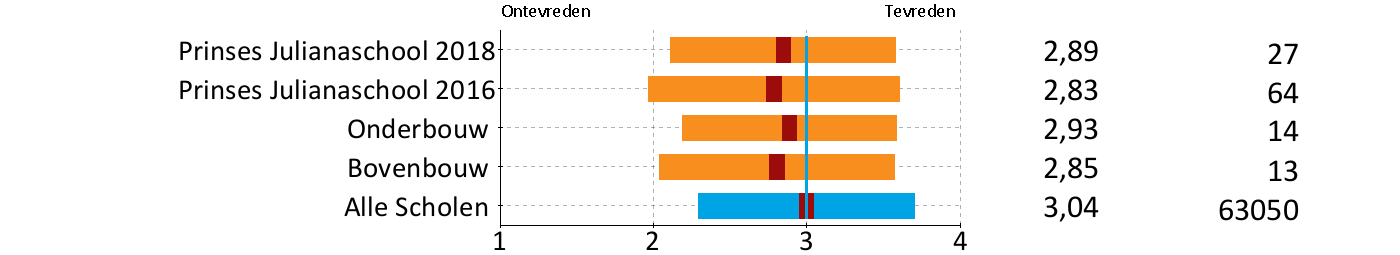 Ontevreden Tevreden
Prinses Julianaschool 2018 2,89 27
Prinses Julianaschool 2016 2,83 64
Onderbouw 2,93 14
Bovenbouw 2,85 13
Alle Scholen 3,04 63050
1 2 3 4